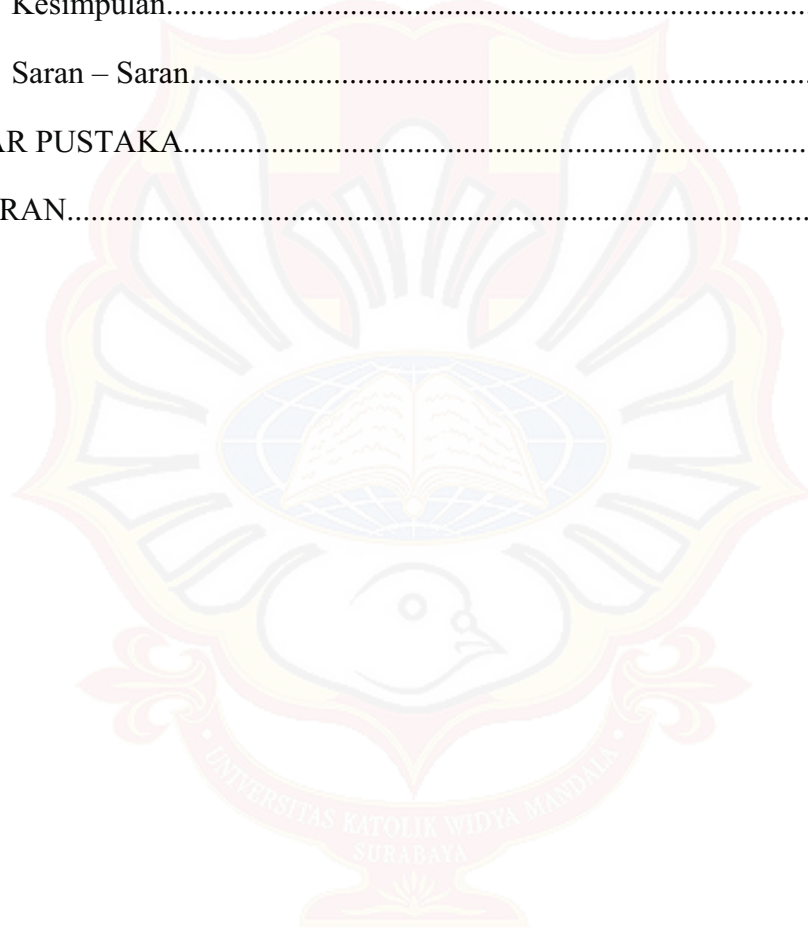 Kesimpulan....................................................................................
Saran – Saran..................................................................................
AR PUSTAKA...................................................................................
RAN...............................................................................................
UNIVERSITAS KATOLIK WIDYA MANDALA
SURABAYA